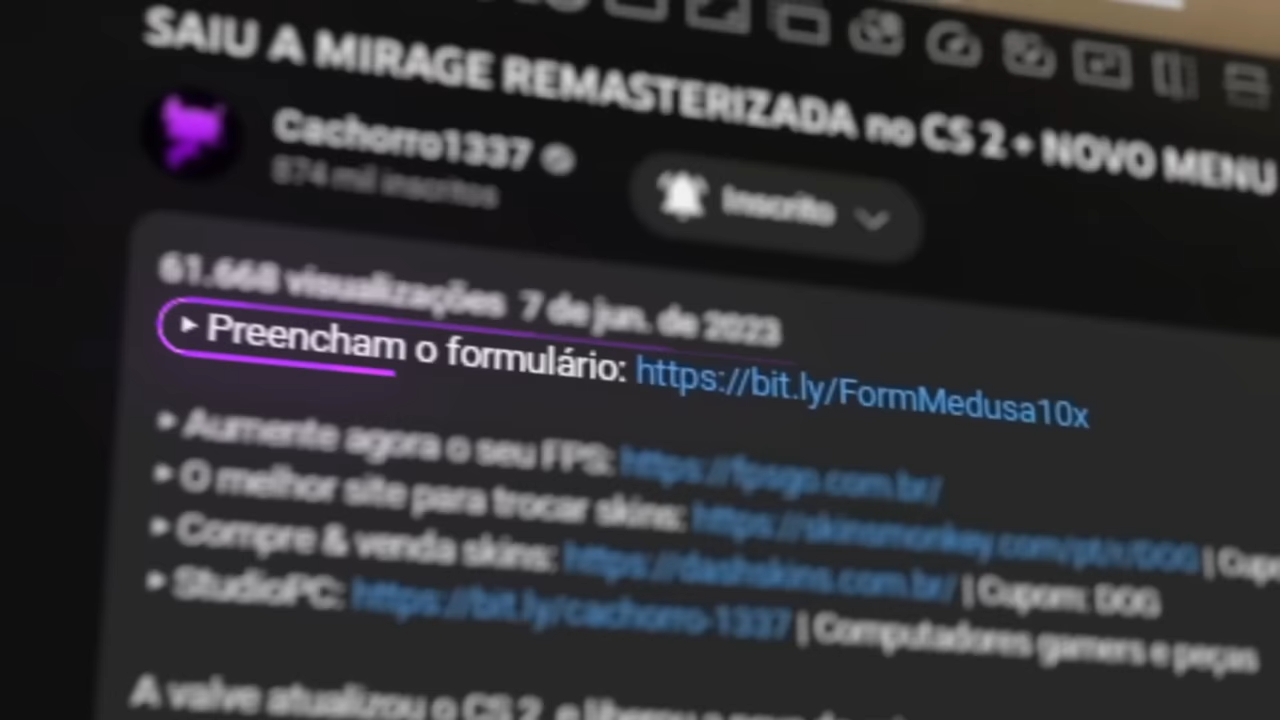 SAIU A MIRAGE REMASTERIZADA no CS 2 + NOVO MENU
Cachorro1337
874 mil inscritos
Inscrito
61.668 visualizações 7 de jun. de 2023
▸ Preencham o formulário: https://bit.ly/FormMedusa10x
▸ Aumente agora o seu FPS: https://fpsgo.com.br/
▸ O melhor site para trocar skins: https://skinsmonkey.com/pt/r/DOG | Cupo
▸ Compre & venda skins: https://dashskins.com.br/ | Cupom: DOG
▸ StudioPC: https://bit.ly/cachorro-1337 | Computadores gamers e peças
A valve atualizou o CS 2 e liberou a